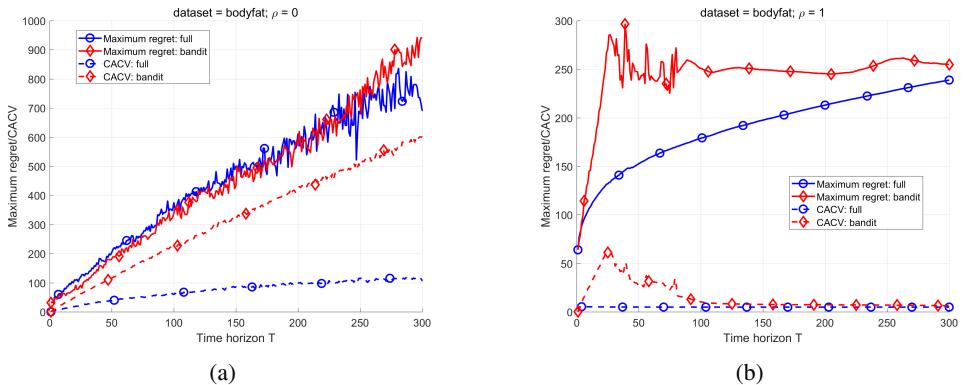 dataset = bodyfat; ρ = 0
Maximum regret/CACV
1000
900
800
700
600
500
400
300
200
100
0
Maximum regret: full
Maximum regret: bandit
CACV: full
CACV: bandit
0 50 100 150 200 250 300
Time horizon T
(a)
dataset = bodyfat; ρ = 1
Maximum regret/CACV
300
250
200
150
100
50
0
Maximum regret: full
Maximum regret: bandit
CACV: full
CACV: bandit
0 50 100 150 200 250 300
Time horizon T
(b)